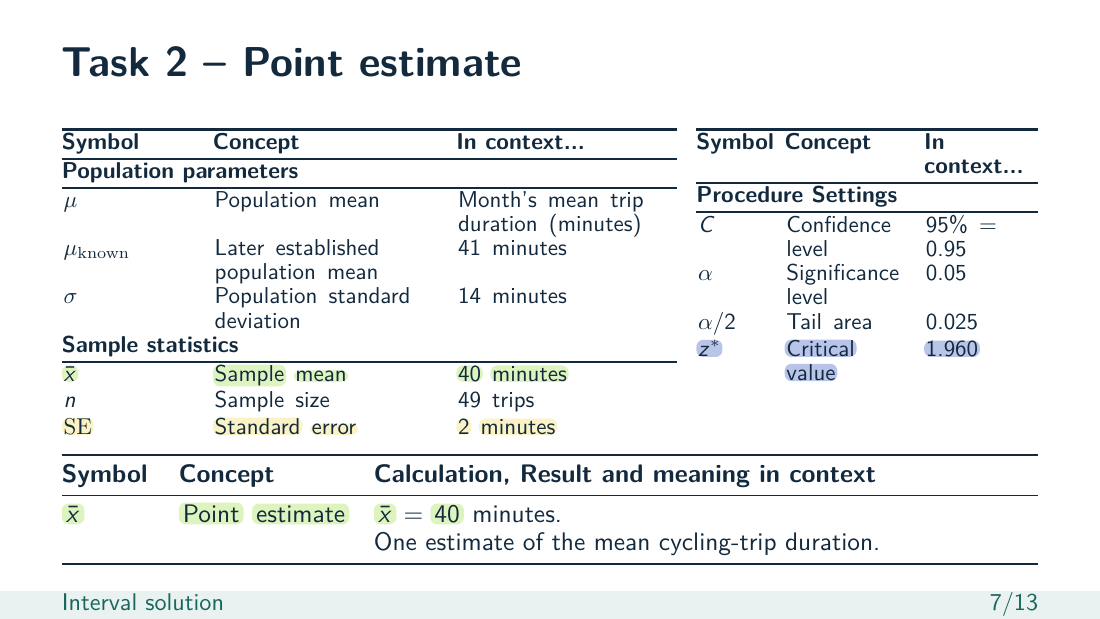 Task 2 – Point estimate
Symbol Concept In context...
Population parameters
μ Population mean Month's mean trip
duration (minutes)
μknown Later established 41 minutes
population mean
σ Population standard 14 minutes
deviation
Sample statistics
x̄ Sample mean 40 minutes
n Sample size 49 trips
SE Standard error 2 minutes
Symbol Concept In
context...
Procedure Settings
C Confidence 95% =
level 0.95
α Significance 0.05
level
α/2 Tail area 0.025
z* Critical 1.960
value
Symbol Concept Calculation, Result and meaning in context
x̄ Point estimate x̄ = 40 minutes.
One estimate of the mean cycling-trip duration.
Interval solution 7/13